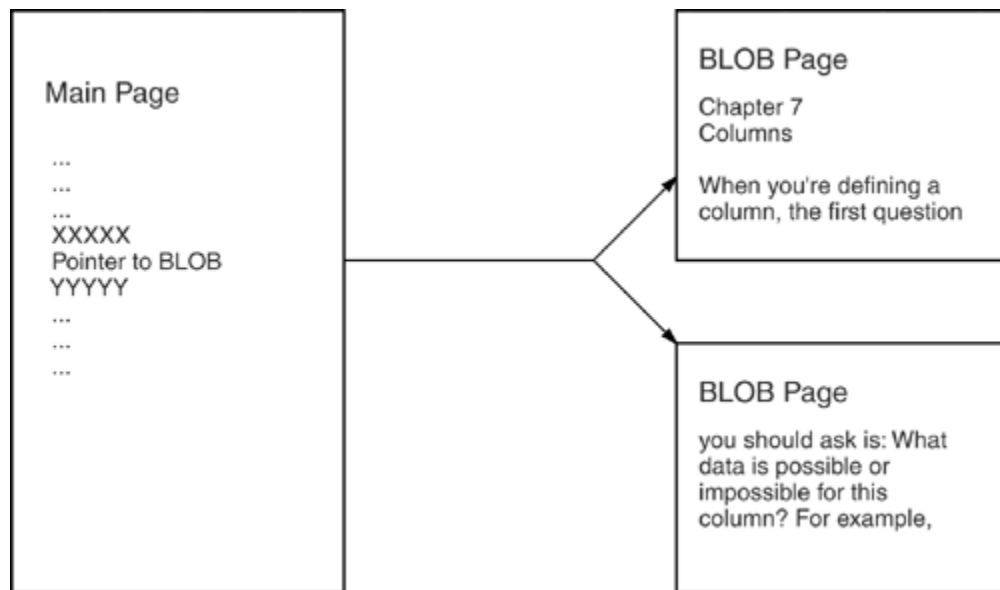 Main Page
...
...
...
XXXXX
Pointer to BLOB
YYYYY
...
...
...
BLOB Page
Chapter 7
Columns
When you're defining a
column, the first question
BLOB Page
you should ask is: What
data is possible or
impossible for this
column? For example,